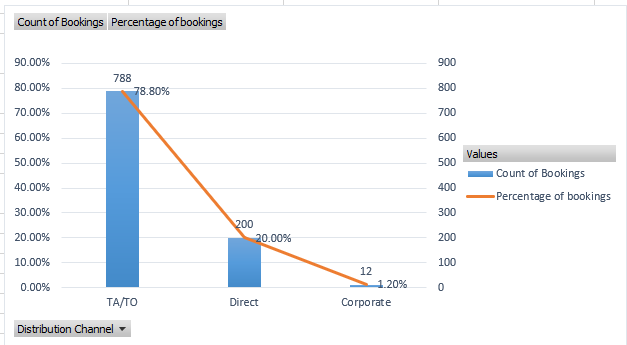 Count of Bookings Percentage of bookings
90.00% 900
788
80.00% 78.80% 800
70.00% 700
60.00% 600
50.00% 500
40.00% 400
30.00% 300
200
20.00% 20.00% 200
10.00% 12 100
0.00% 1.20% 0
TA/TO Direct Corporate
Values
Count of Bookings
Percentage of bookings
Distribution Channel